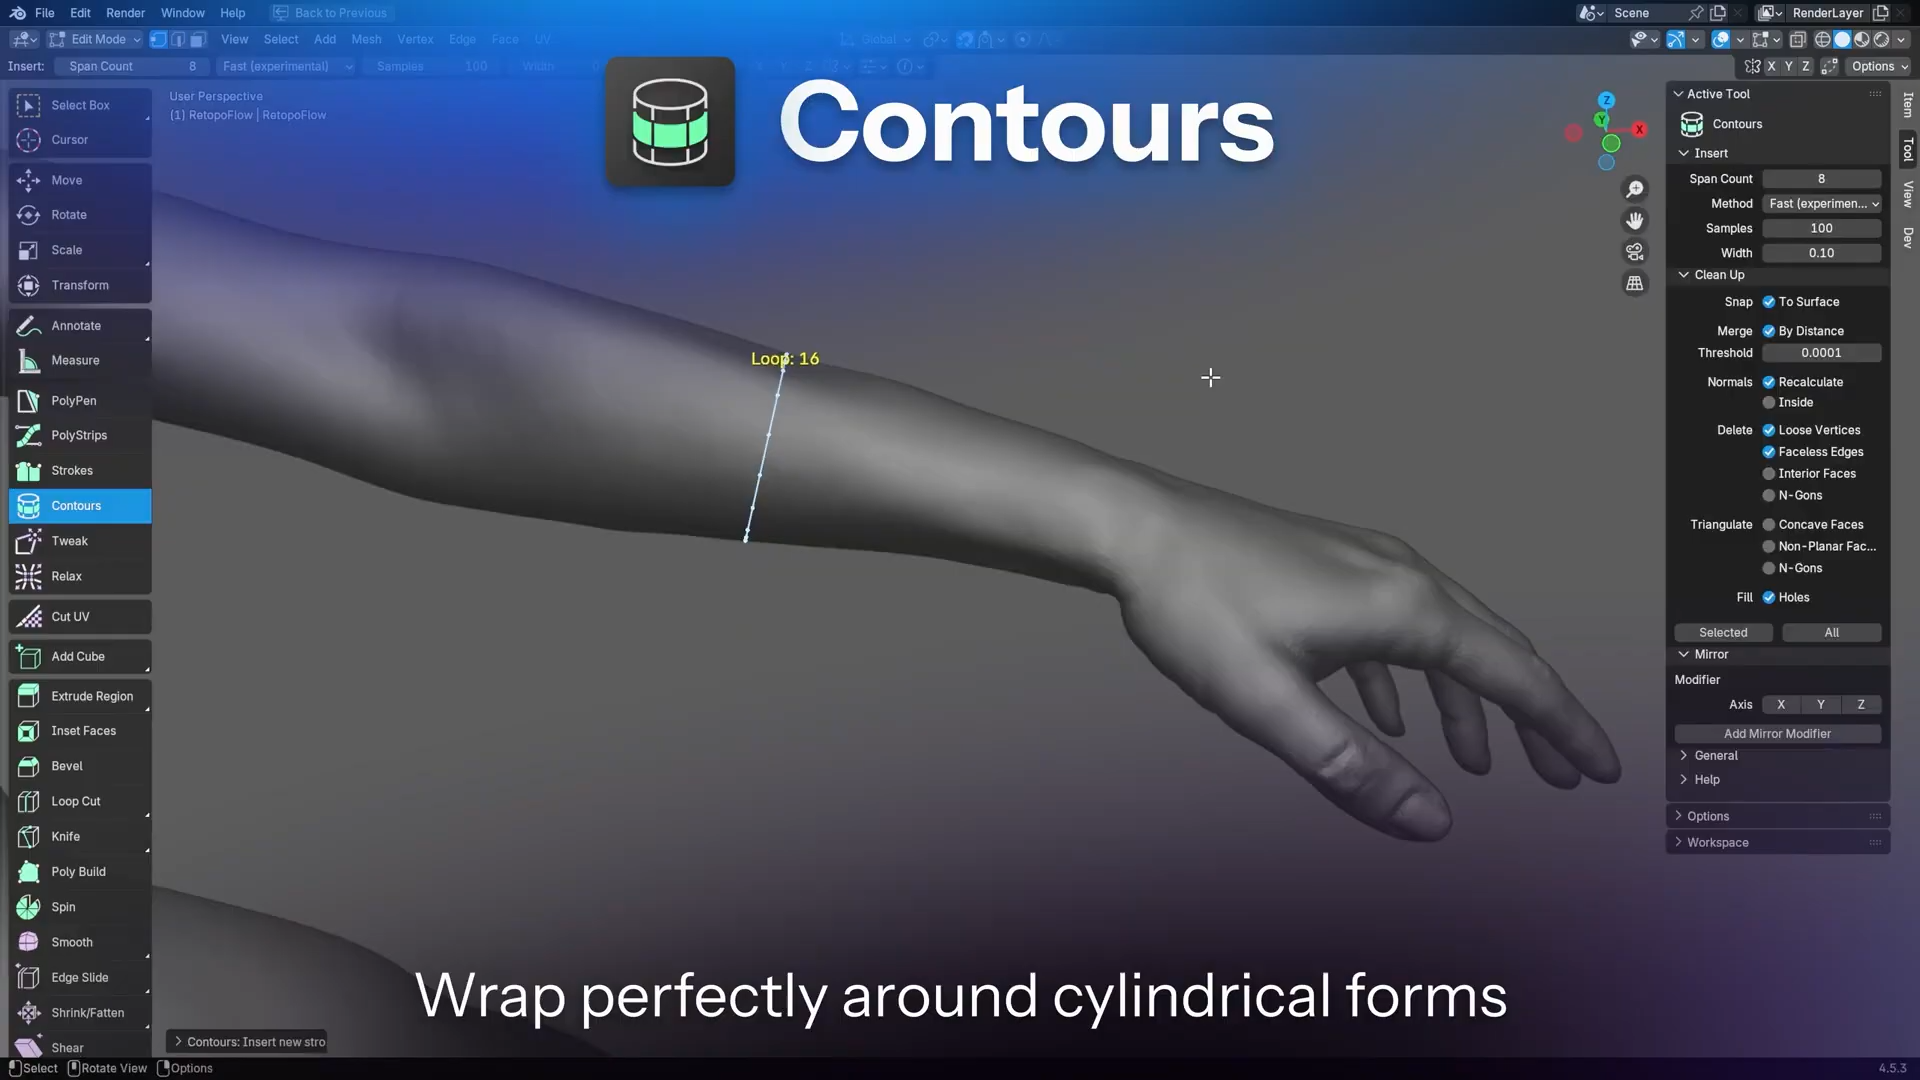 File Edit Render Window Help Back to Previous Scene RenderLayer
Edit Mode View Select Add Mesh Vertex Edge Face UV Global
Insert: Span Count 8 Fast (experimental) Samples 100 Width X Y Z Options
User Perspective
(1) RetopoFlow | RetopoFlow
Contours
Select Box
Cursor
Move
Rotate
Scale
Transform
Annotate
Measure
PolyPen
PolyStrips
Strokes
Contours
Tweak
Relax
Cut UV
Add Cube
Extrude Region
Inset Faces
Bevel
Loop Cut
Knife
Poly Build
Spin
Smooth
Edge Slide
Shrink/Fatten
Shear
Loop: 16
Z
Y
X
Active Tool
Contours
Insert
Span Count 8
Method Fast (experimen...
Samples 100
Width 0.10
Clean Up
Snap To Surface
Merge By Distance
Threshold 0.0001
Normals Recalculate
Inside
Delete Loose Vertices
Faceless Edges
Interior Faces
N-Gons
Triangulate Concave Faces
Non-Planar Fac...
N-Gons
Fill Holes
Selected All
Mirror
Modifier
Axis X Y Z
Add Mirror Modifier
General
Help
Options
Workspace
Item
Tool
View
Dev
Wrap perfectly around cylindrical forms
Contours: Insert new stro
Select Rotate View Options 4.5.3